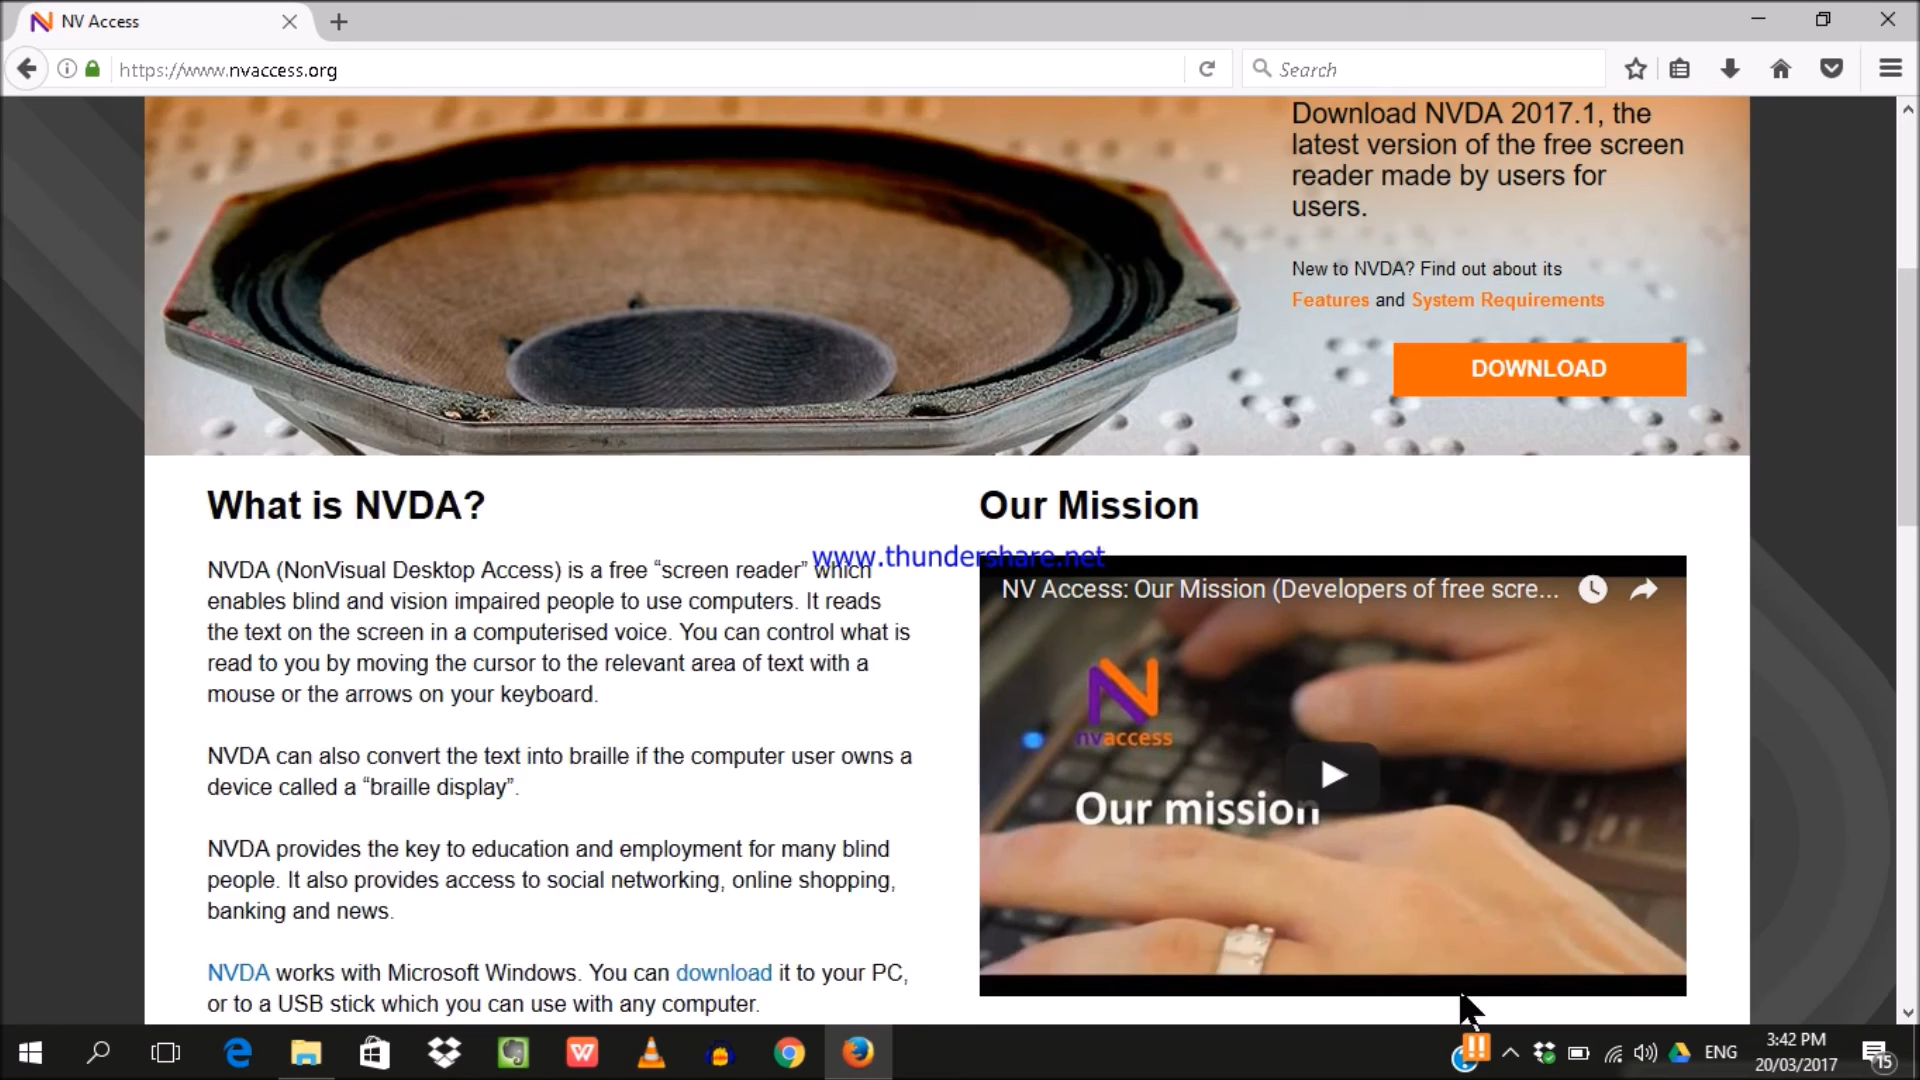 NV Access
https://www.nvaccess.org
Search
Download NVDA 2017.1, the
latest version of the free screen
reader made by users for
users.
New to NVDA? Find out about its
Features and System Requirements
DOWNLOAD
What is NVDA?
NVDA (NonVisual Desktop Access) is a free “screen reader” which
enables blind and vision impaired people to use computers. It reads
the text on the screen in a computerised voice. You can control what is
read to you by moving the cursor to the relevant area of text with a
mouse or the arrows on your keyboard.
NVDA can also convert the text into braille if the computer user owns a
device called a “braille display”.
NVDA provides the key to education and employment for many blind
people. It also provides access to social networking, online shopping,
banking and news.
NVDA works with Microsoft Windows. You can download it to your PC,
or to a USB stick which you can use with any computer.
Our Mission
www.thundershare.net
NV Access: Our Mission (Developers of free scre...
nvaccess
Our mission
ENG
3:42 PM
20/03/2017
15